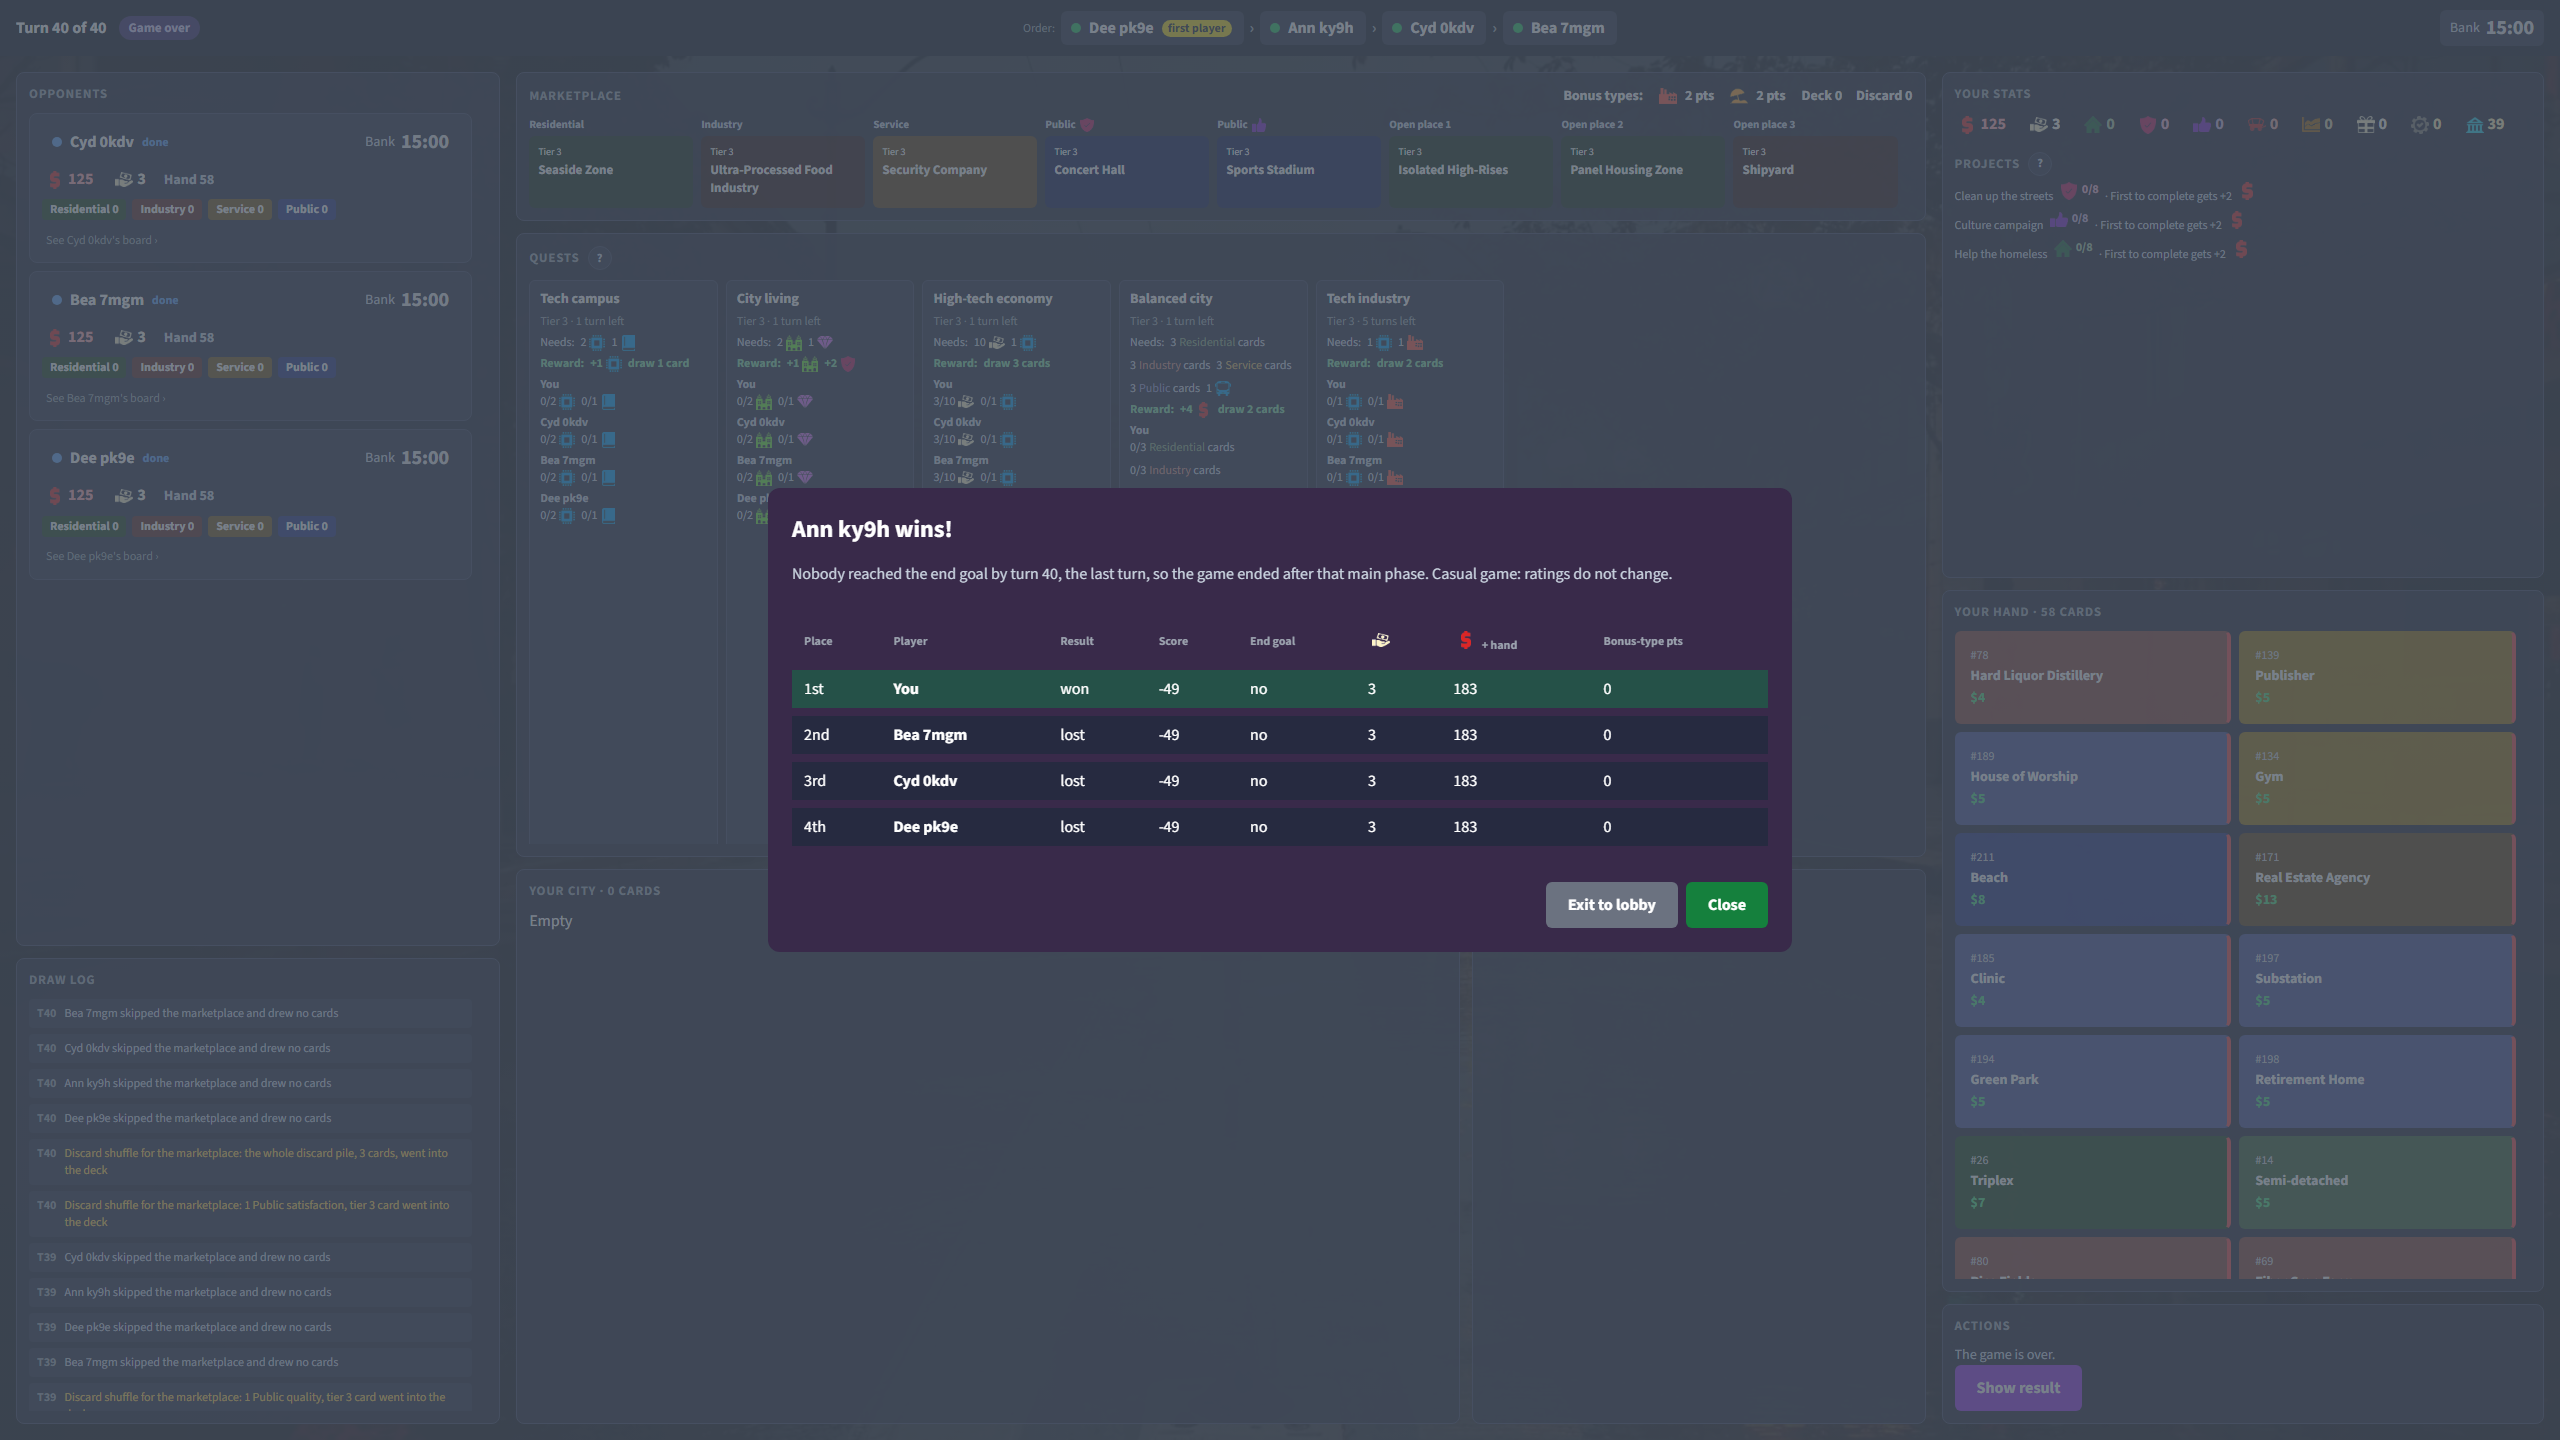 Turn 40 of 40 Game over
Order: Dee pk9e first player › Ann ky9h › Cyd 0kdv › Bea 7mgm
Bank 15:00
OPPONENTS
Cyd 0kdv done Bank 15:00
125 3 Hand 58
Residential 0 Industry 0 Service 0 Public 0
See Cyd 0kdv's board ›
Bea 7mgm done Bank 15:00
125 3 Hand 58
Residential 0 Industry 0 Service 0 Public 0
See Bea 7mgm's board ›
Dee pk9e done Bank 15:00
125 3 Hand 58
Residential 0 Industry 0 Service 0 Public 0
See Dee pk9e's board ›
DRAW LOG
T40 Bea 7mgm skipped the marketplace and drew no cards
T40 Cyd 0kdv skipped the marketplace and drew no cards
T40 Ann ky9h skipped the marketplace and drew no cards
T40 Dee pk9e skipped the marketplace and drew no cards
T40 Discard shuffle for the marketplace: the whole discard pile, 3 cards, went into
the deck
T40 Discard shuffle for the marketplace: 1 Public satisfaction, tier 3 card went into
the deck
T39 Cyd 0kdv skipped the marketplace and drew no cards
T39 Ann ky9h skipped the marketplace and drew no cards
T39 Dee pk9e skipped the marketplace and drew no cards
T39 Bea 7mgm skipped the marketplace and drew no cards
T39 Discard shuffle for the marketplace: 1 Public quality, tier 3 card went into the
MARKETPLACE
Bonus types: 2 pts 2 pts Deck 0 Discard 0
Residential Industry Service Public Public Open place 1 Open place 2 Open place 3
Tier 3 Tier 3 Tier 3 Tier 3 Tier 3 Tier 3 Tier 3 Tier 3
Seaside Zone Ultra-Processed Food Security Company Concert Hall Sports Stadium Isolated High-Rises Panel Housing Zone Shipyard
Industry
QUESTS ?
Tech campus
Tier 3 · 1 turn left
Needs: 2 1
Reward: +1 draw 1 card
You
0/2 0/1
Cyd 0kdv
0/2 0/1
Bea 7mgm
0/2 0/1
Dee pk9e
0/2 0/1
City living
Tier 3 · 1 turn left
Needs: 2 1
Reward: +1 +2
You
0/2 0/1
Cyd 0kdv
0/2 0/1
Bea 7mgm
0/2 0/1
Dee
0/2
High-tech economy
Tier 3 · 1 turn left
Needs: 10 1
Reward: draw 3 cards
You
3/10 0/1
Cyd 0kdv
3/10 0/1
Bea 7mgm
3/10 0/1
Balanced city
Tier 3 · 1 turn left
Needs: 3 Residential cards
3 Industry cards 3 Service cards
3 Public cards 1
Reward: +4 draw 2 cards
You
0/3 Residential cards
0/3 Industry cards
Tech industry
Tier 3 · 5 turns left
Needs: 1 1
Reward: draw 2 cards
You
0/1 0/1
Cyd 0kdv
0/1 0/1
Bea 7mgm
0/1 0/1
Ann ky9h wins!
Nobody reached the end goal by turn 40, the last turn, so the game ended after that main phase. Casual game: ratings do not change.
Place Player Result Score End goal + hand Bonus-type pts
1st You won -49 no 3 183 0
2nd Bea 7mgm lost -49 no 3 183 0
3rd Cyd 0kdv lost -49 no 3 183 0
4th Dee pk9e lost -49 no 3 183 0
Exit to lobby Close
YOUR CITY · 0 CARDS
Empty
YOUR STATS
125 3 0 0 0 0 0 0 0 39
PROJECTS ?
Clean up the streets 0/8 · First to complete gets +2
Culture campaign 0/8 · First to complete gets +2
Help the homeless 0/8 · First to complete gets +2
YOUR HAND · 58 CARDS
#78 #139
Hard Liquor Distillery Publisher
$4 $5
#189 #134
House of Worship Gym
$5 $5
#211 #171
Beach Real Estate Agency
$8 $13
#185 #197
Clinic Substation
$4 $5
#194 #198
Green Park Retirement Home
$5 $5
#26 #14
Triplex Semi-detached
$7 $5
#80 #69
ACTIONS
The game is over.
Show result